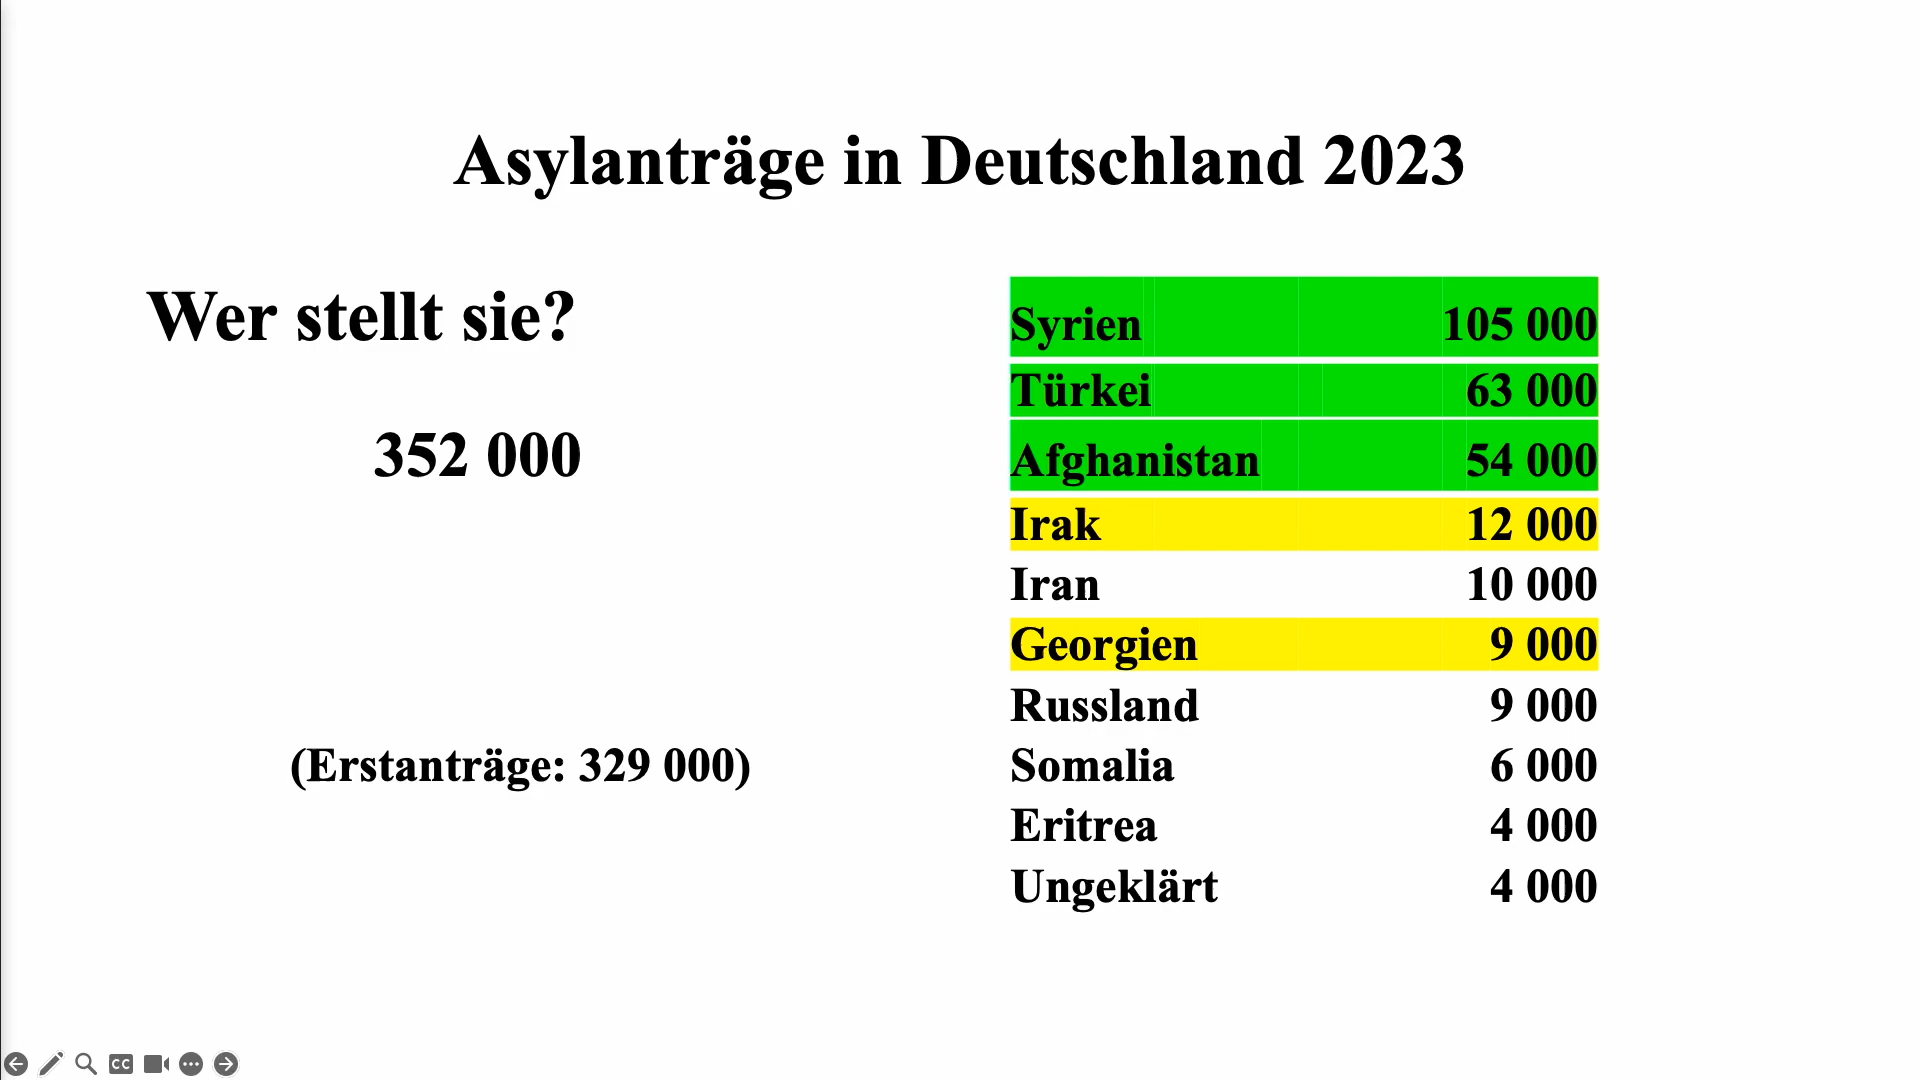 Asylanträge in Deutschland 2023
Wer stellt sie?
352 000
(Erstanträge: 329 000)
Syrien 105 000
Türkei 63 000
Afghanistan 54 000
Irak 12 000
Iran 10 000
Georgien 9 000
Russland 9 000
Somalia 6 000
Eritrea 4 000
Ungeklärt 4 000
CC